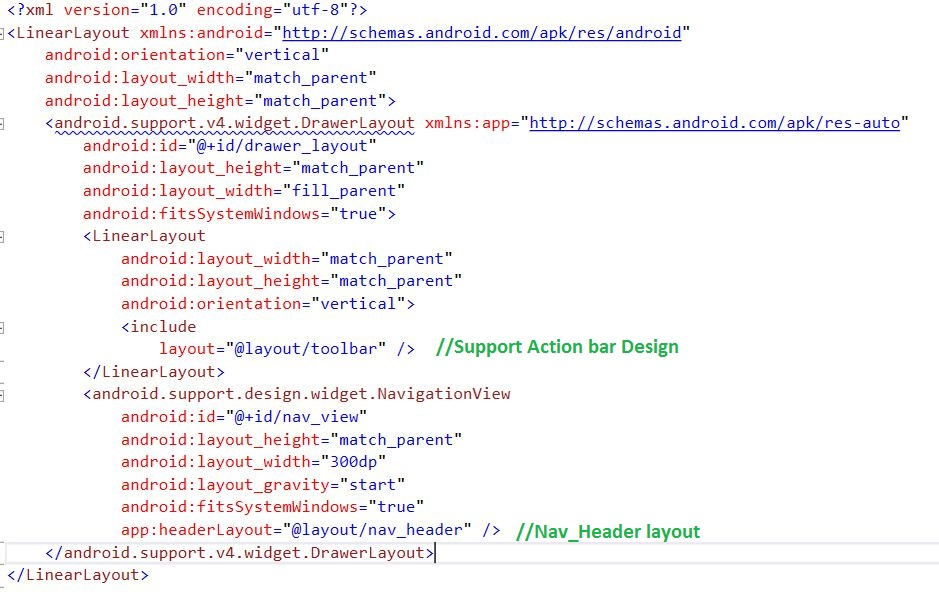 <?xml version="1.0" encoding="utf-8"?>
<LinearLayout xmlns:android="http://schemas.android.com/apk/res/android"
    android:orientation="vertical"
    android:layout_width="match_parent"
    android:layout_height="match_parent">
    <android.support.v4.widget.DrawerLayout xmlns:app="http://schemas.android.com/apk/res-auto"
        android:id="@+id/drawer_layout"
        android:layout_height="match_parent"
        android:layout_width="fill_parent"
        android:fitsSystemWindows="true">
        <LinearLayout
            android:layout_width="match_parent"
            android:layout_height="match_parent"
            android:orientation="vertical">
            <include
                layout="@layout/toolbar" /> //Support Action bar Design
        </LinearLayout>
        <android.support.design.widget.NavigationView
            android:id="@+id/nav_view"
            android:layout_height="match_parent"
            android:layout_width="300dp"
            android:layout_gravity="start"
            android:fitsSystemWindows="true"
            app:headerLayout="@layout/nav_header" /> //Nav_Header layout
    </android.support.v4.widget.DrawerLayout>
</LinearLayout>